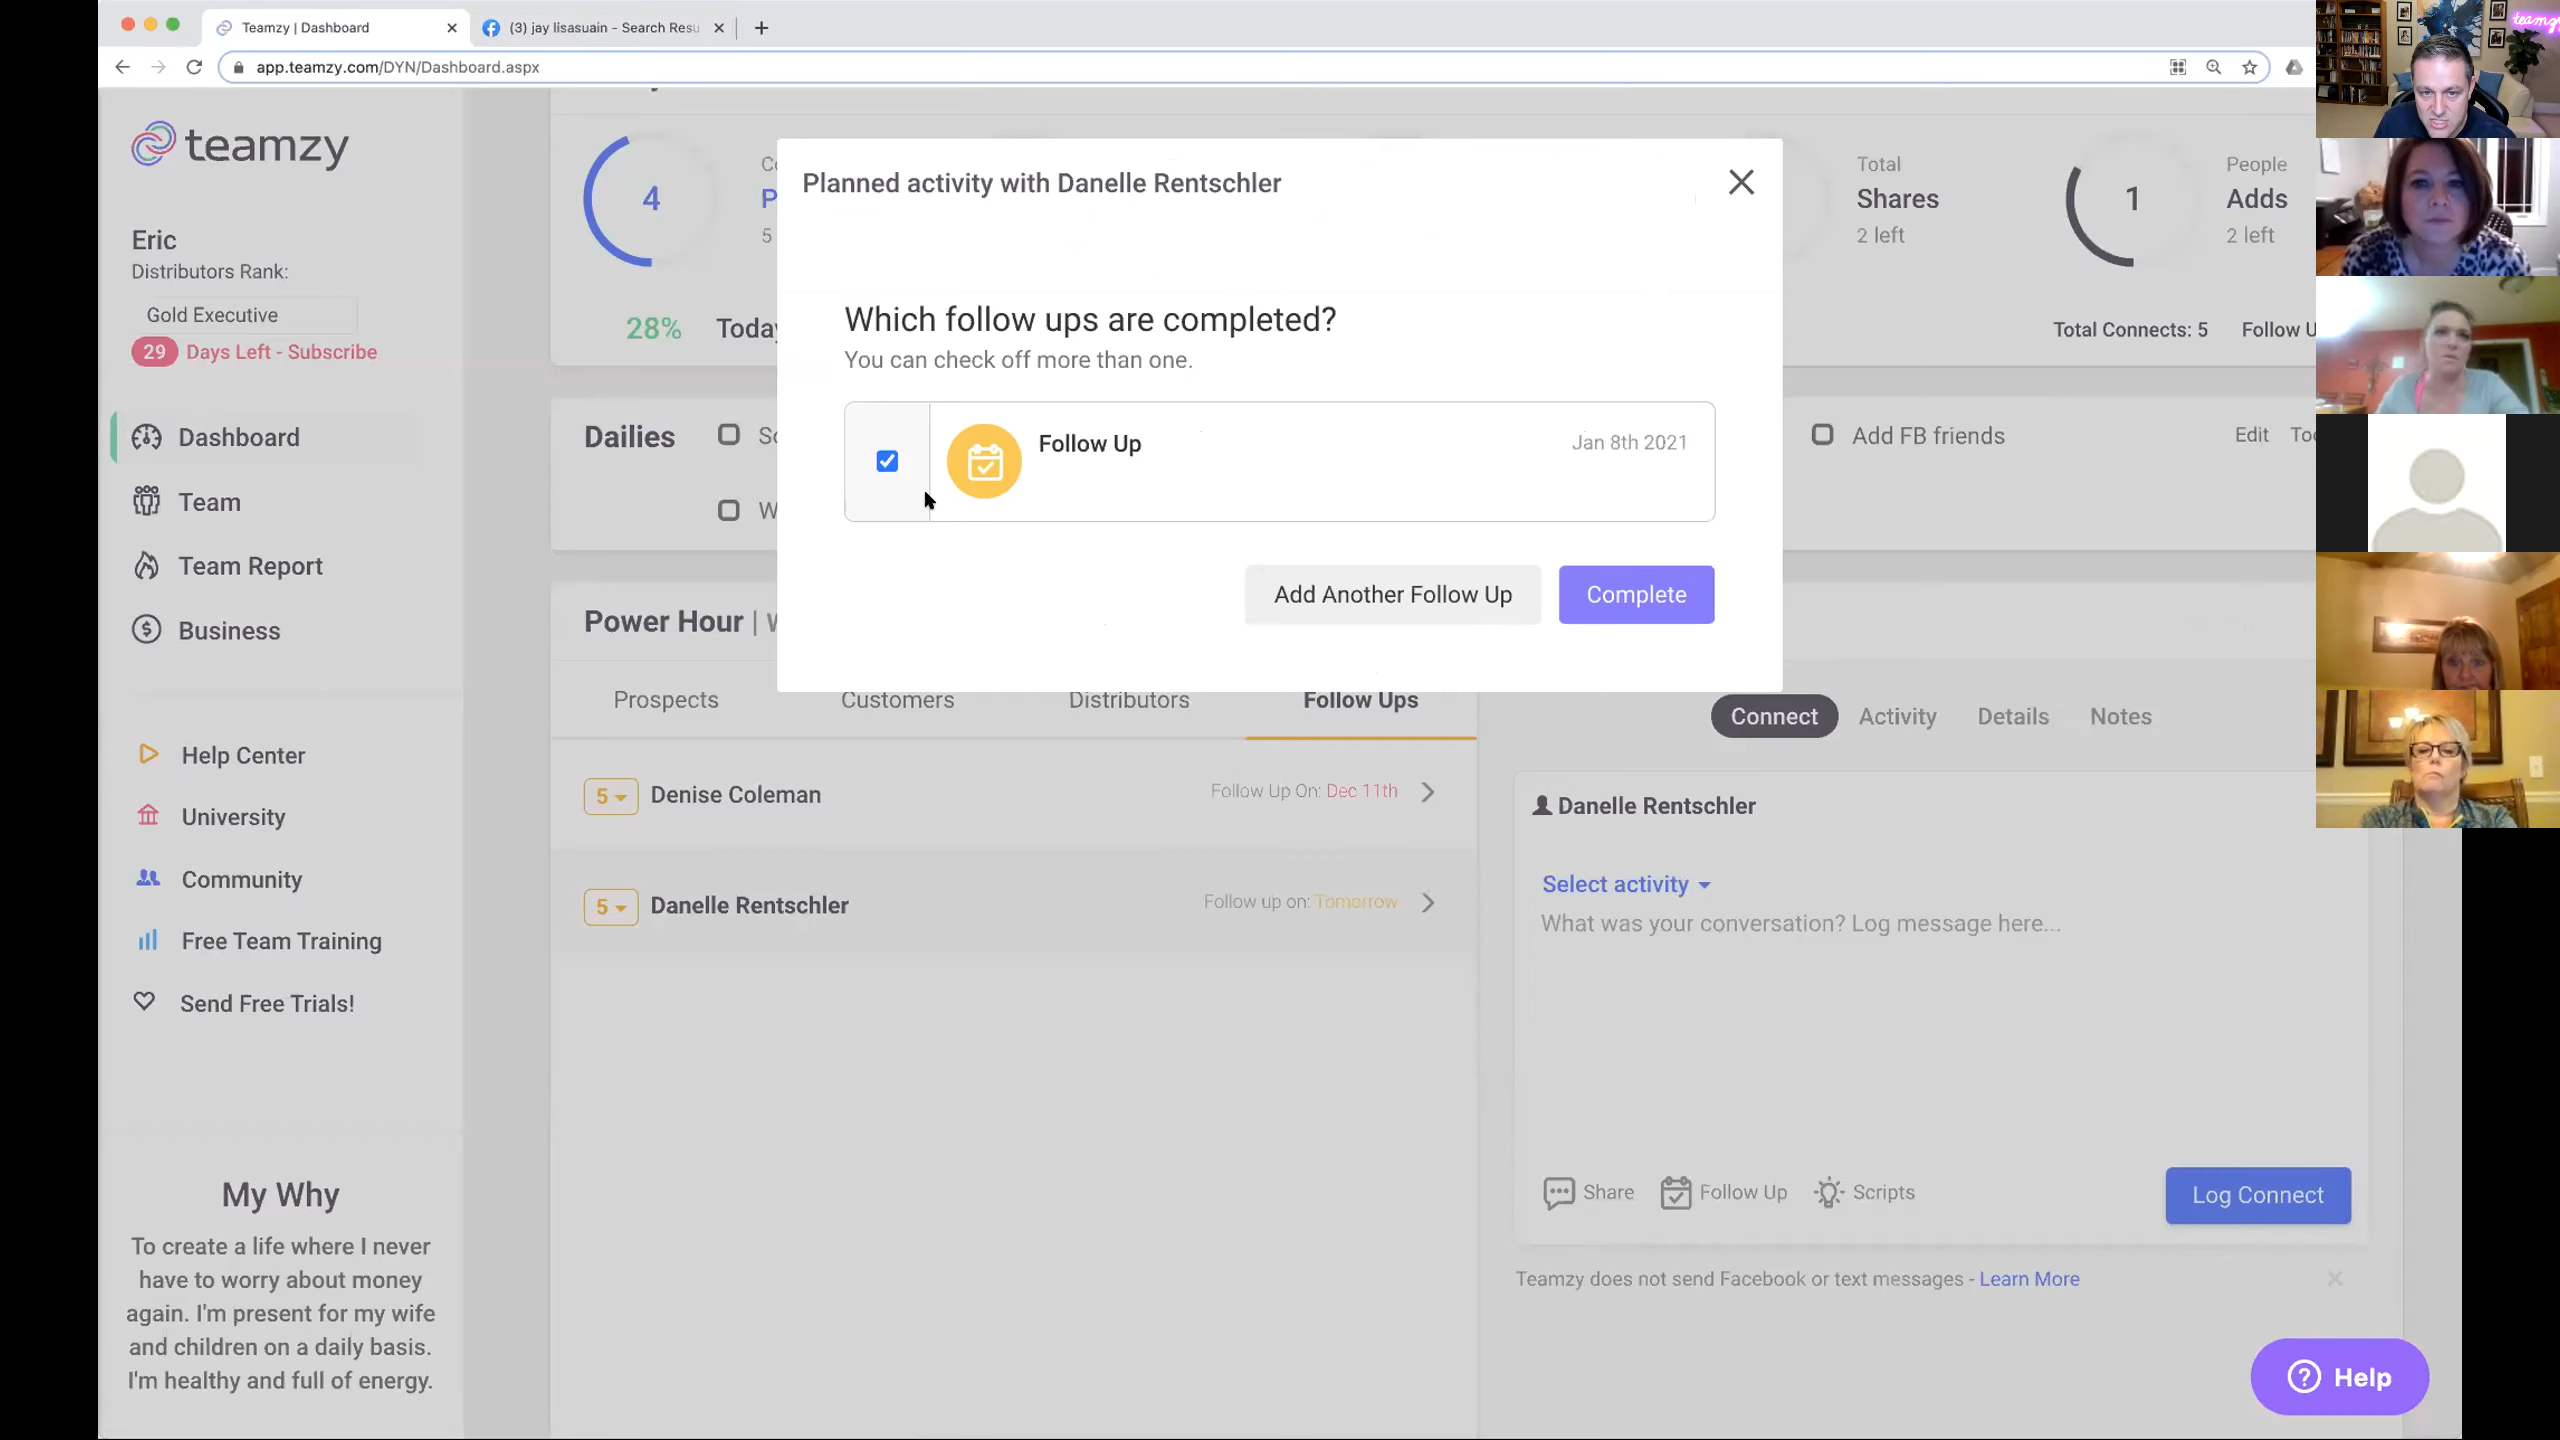 Teamzy | Dashboard
(3) jay lisasuain - Search Resu
app.teamzy.com/DYN/Dashboard.aspx
teamzy
Eric
Distributors Rank:
Gold Executive
29 Days Left - Subscribe
Dashboard
Team
Team Report
Business
Help Center
University
Community
Free Team Training
Send Free Trials!
My Why
To create a life where I never
have to worry about money
again. I'm present for my wife
and children on a daily basis.
I'm healthy and full of energy.
4
5
28% Today
Total
Shares
2 left
1
People
Adds
2 left
Total Connects: 5 Follow U
Dailies
Add FB friends
Edit
Planned activity with Danelle Rentschler
Which follow ups are completed?
You can check off more than one.
Follow Up
Jan 8th 2021
Add Another Follow Up
Complete
Power Hour |
Prospects
Customers
Distributors
Follow Ups
5 Denise Coleman
Follow Up On: Dec 11th
5 Danelle Rentschler
Follow up on: Tomorrow
Connect
Activity
Details
Notes
Danelle Rentschler
Select activity
What was your conversation? Log message here...
Share
Follow Up
Scripts
Log Connect
Teamzy does not send Facebook or text messages - Learn More
? Help